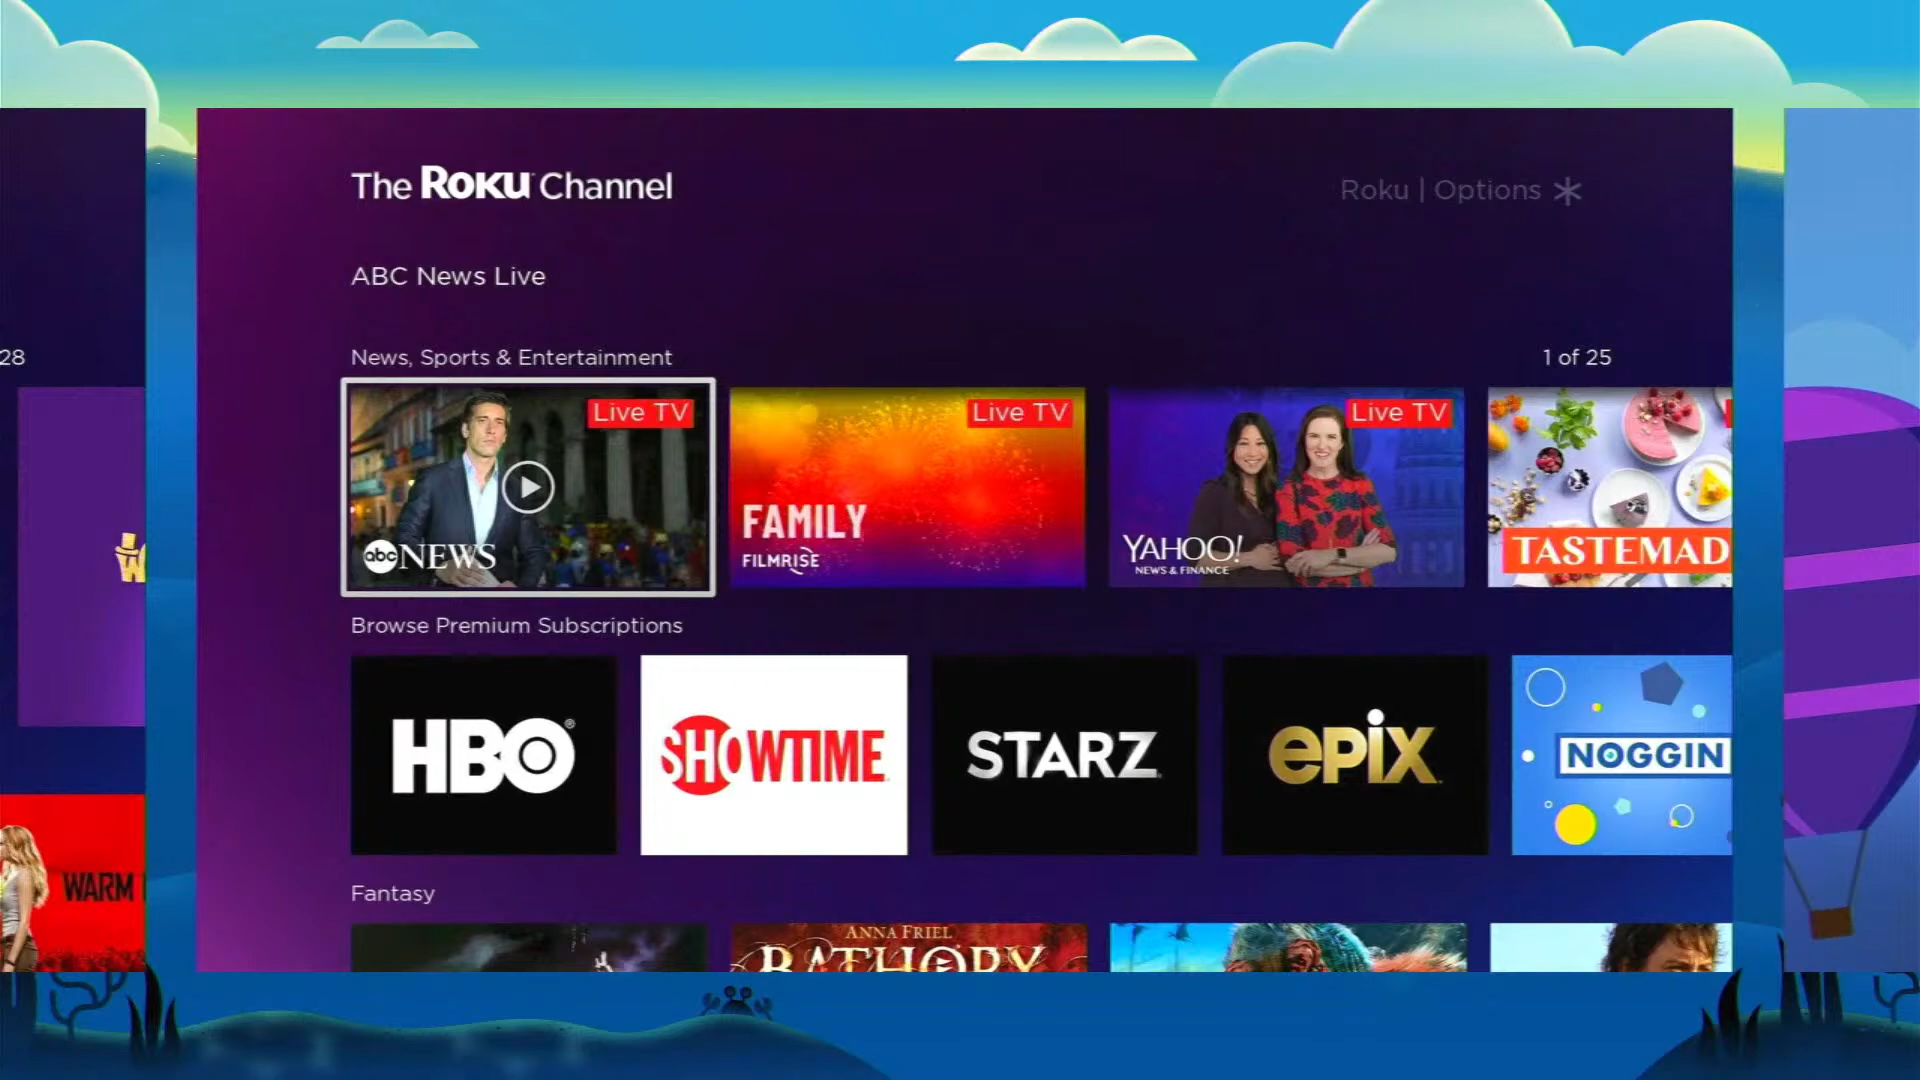 The Roku Channel
Roku | Options
ABC News Live
28
News, Sports & Entertainment
1 of 25
Live TV
abc NEWS
Live TV
FAMILY
FILMRISE
Live TV
YAHOO!
NEWS & FINANCE
TASTEMAD
Browse Premium Subscriptions
HBO®
SHOWTIME
STARZ
epix
NOGGIN
WARM
Fantasy
ANNA FRIEL
BATHORY